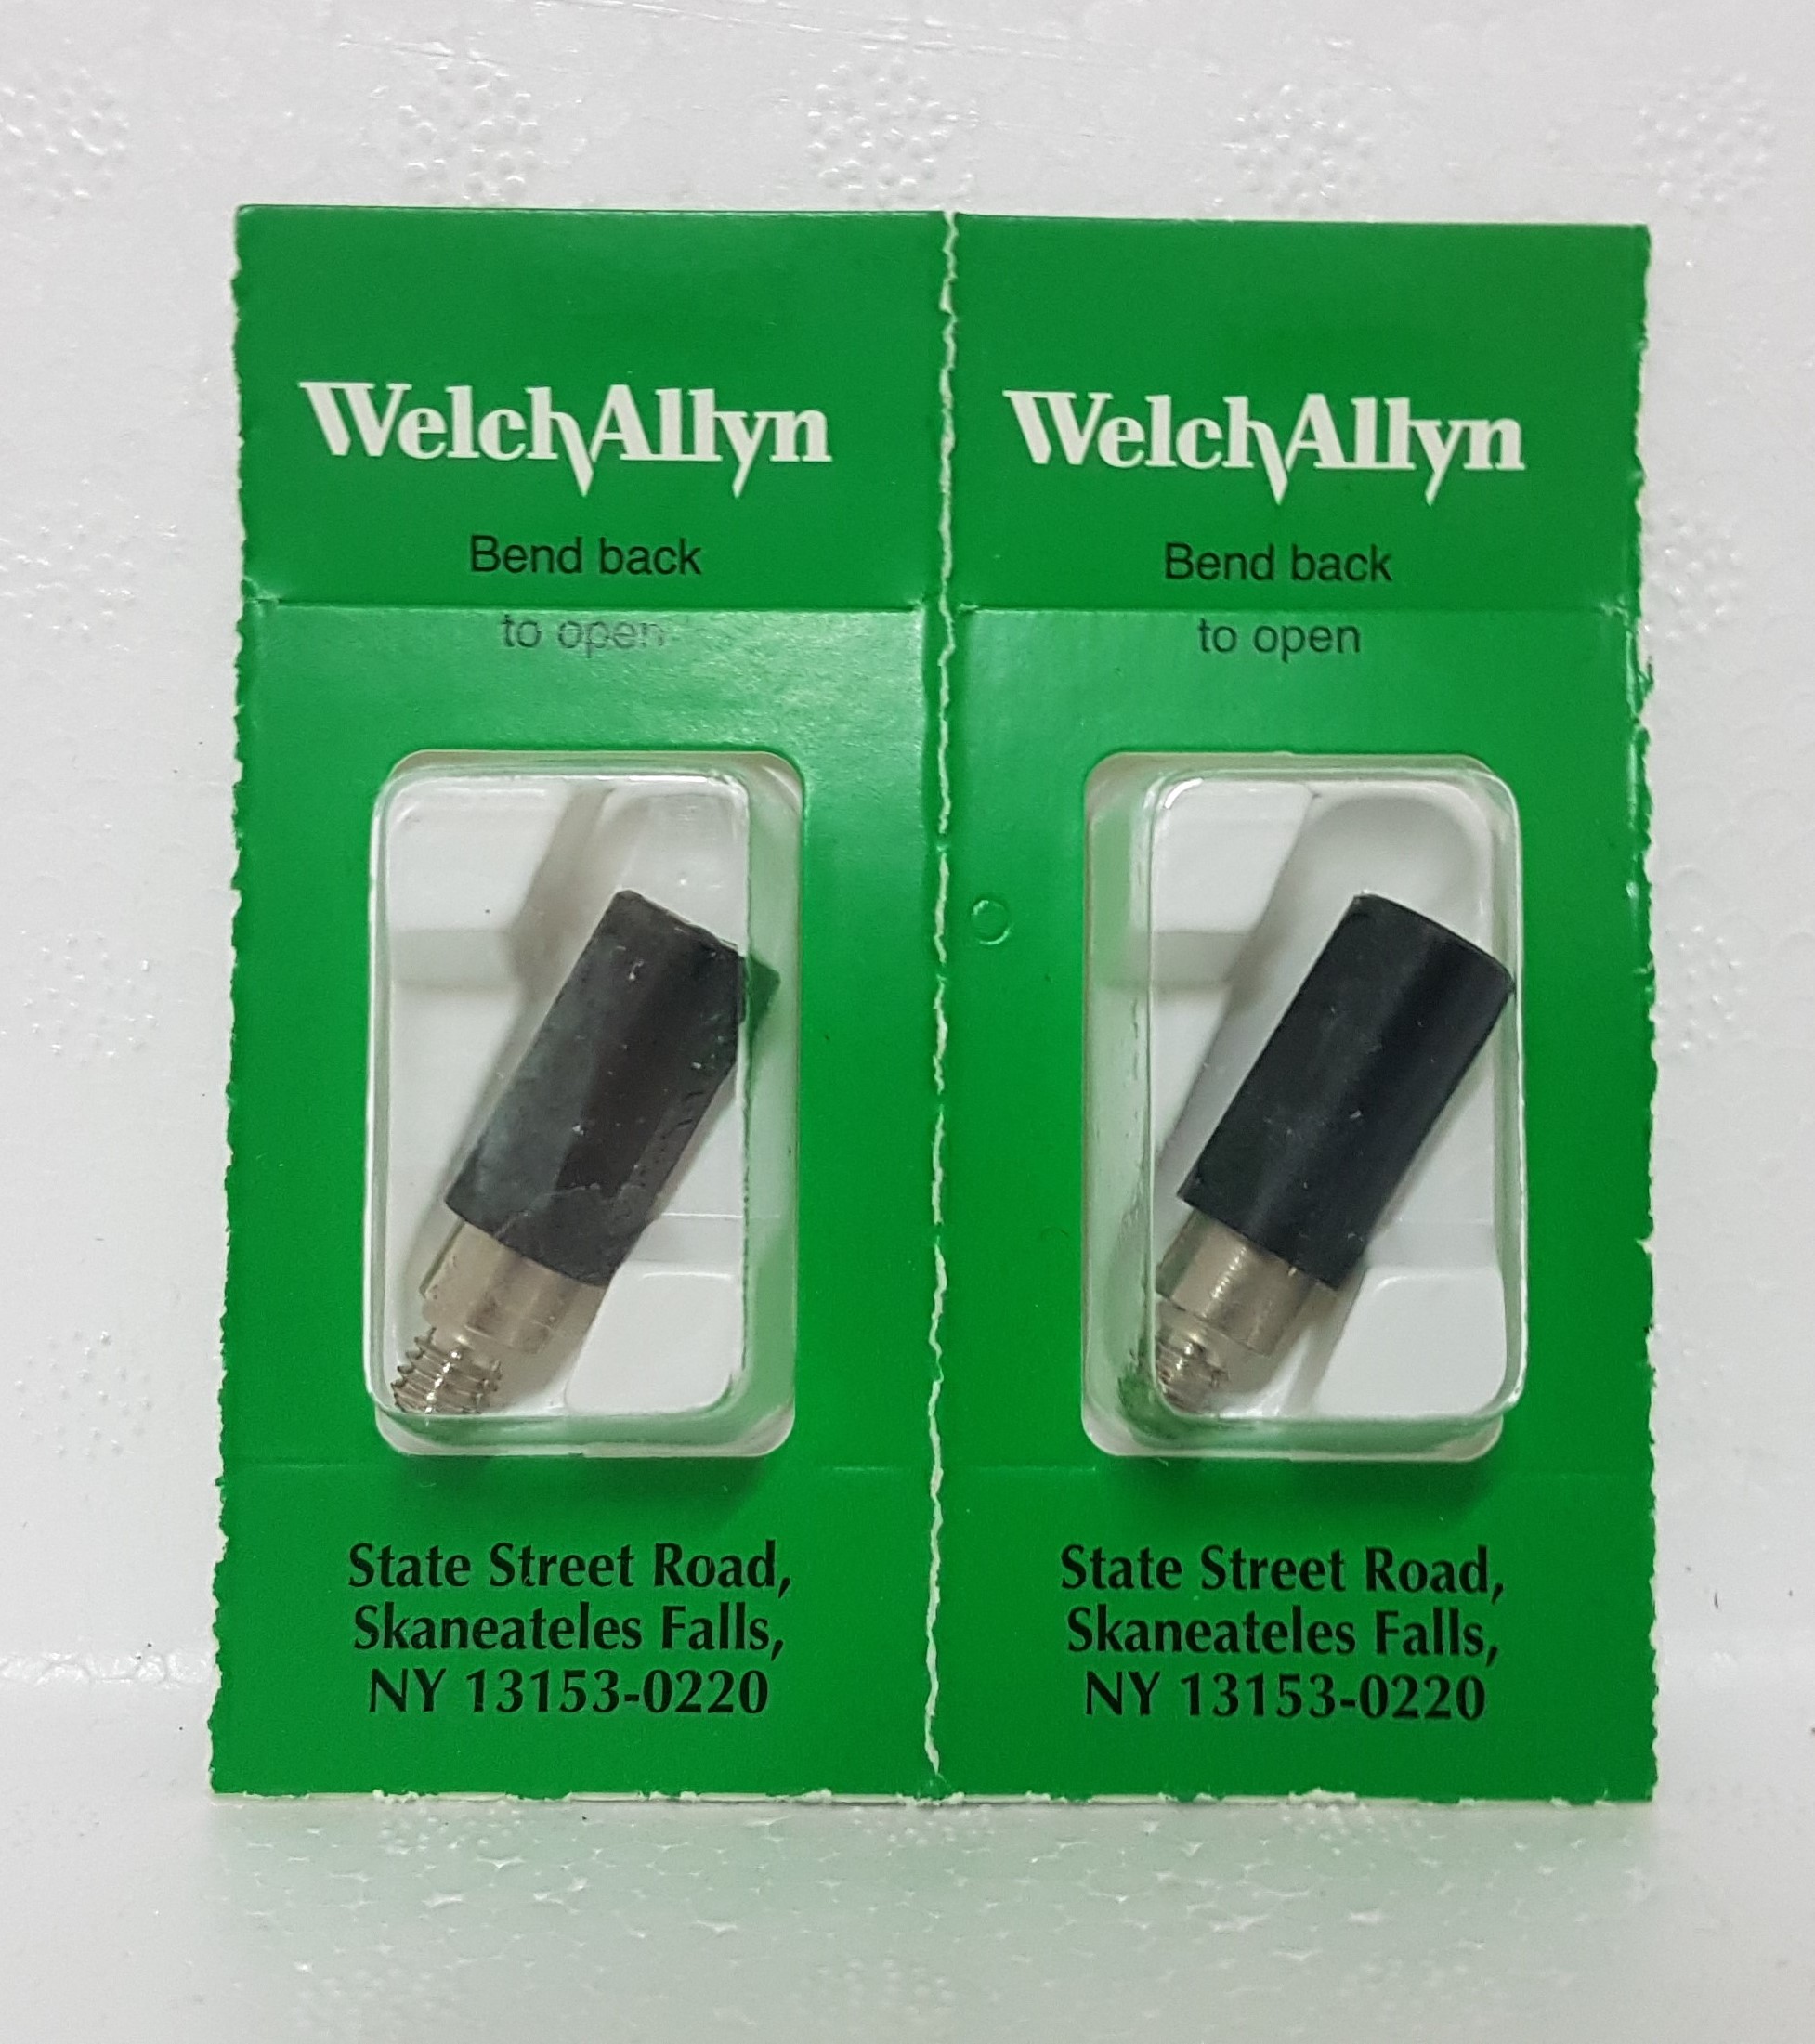 WelchAllyn
Bend back
to open
State Street Road,
Skaneateles Falls,
NY 13153-0220
WelchAllyn
Bend back
to open
State Street Road,
Skaneateles Falls,
NY 13153-0220